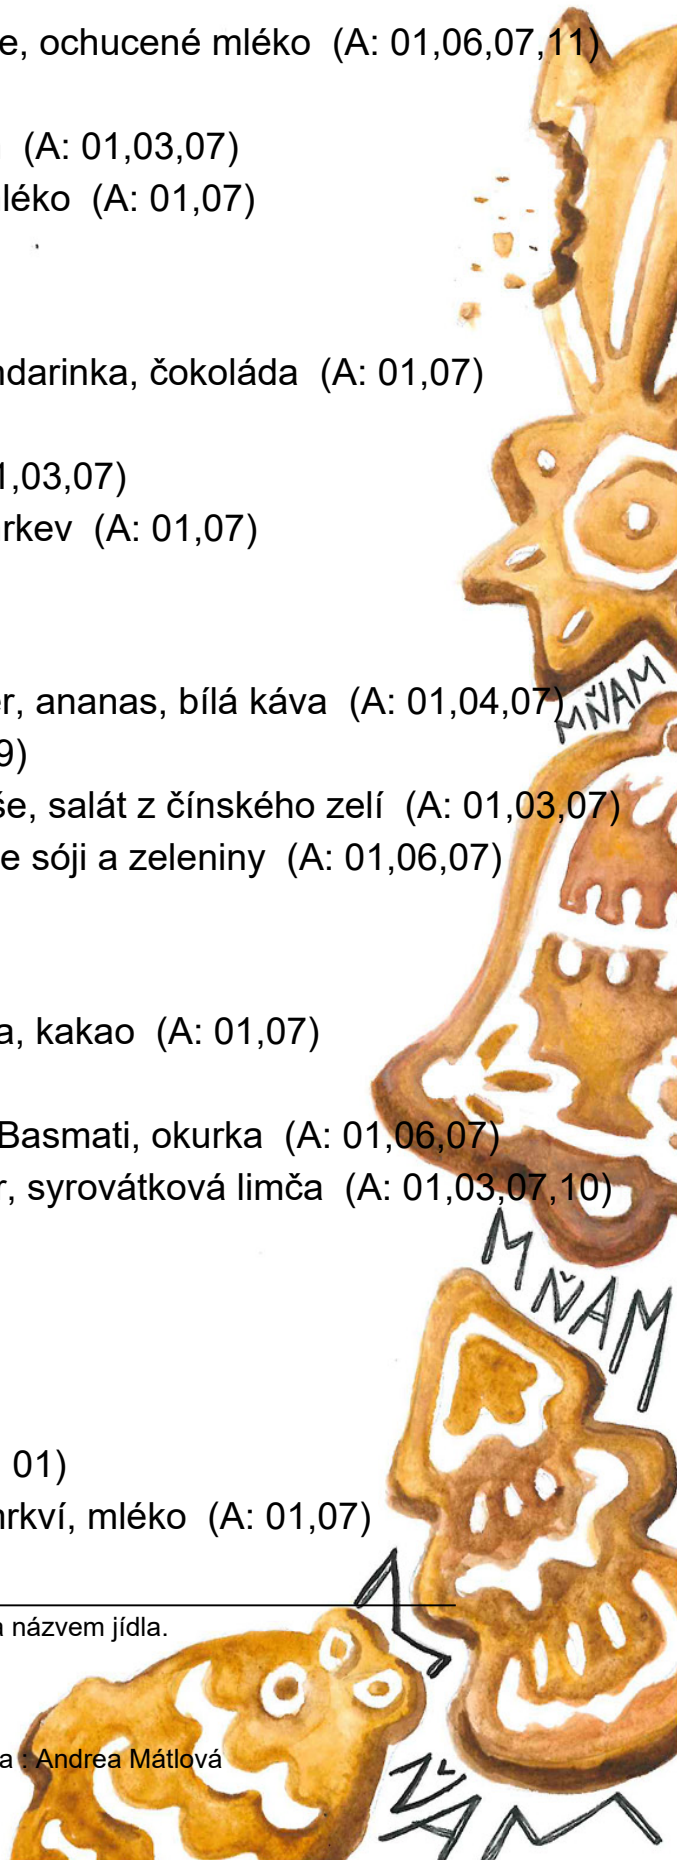 e, ochucené mléko (A: 01,06,07,11)
(A: 01,03,07)
léko (A: 01,07)
ndarinka, čokoláda (A: 01,07)
1,03,07)
rkev (A: 01,07)
r, ananas, bílá káva (A: 01,04,07)
MŇAM
9)
še, salát z čínského zelí (A: 01,03,07)
e sóji a zeleniny (A: 01,06,07)
a, kakao (A: 01,07)
Basmati, okurka (A: 01,06,07)
r, syrovátková limča (A: 01,03,07,10)
MŇAM
01)
nrkví, mléko (A: 01,07)
a názvem jídla.
a : Andrea Mátlová
ŇAM